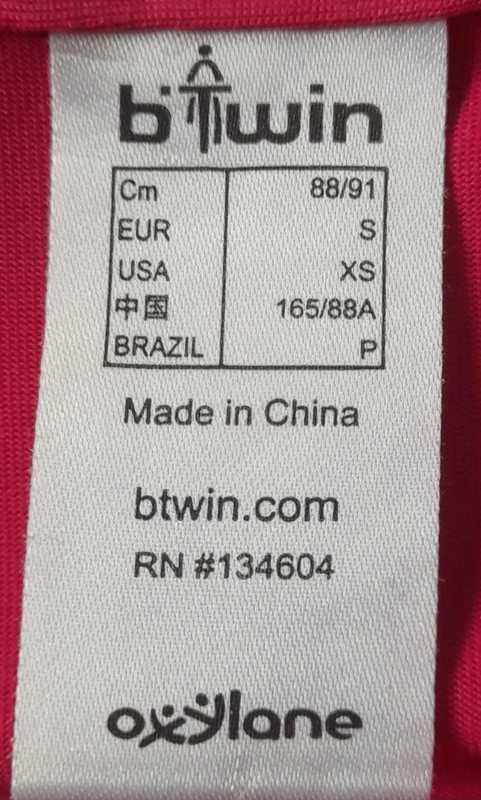 b'twin
Cm 88/91
EUR S
USA XS
中国 165/88A
BRAZIL P
Made in China
btwin.com
RN #134604
oxylane